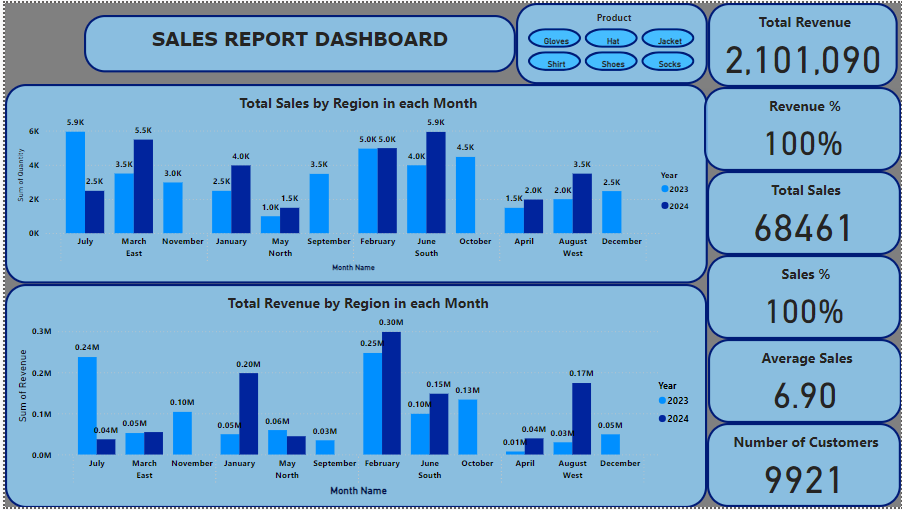 SALES REPORT DASHBOARD
Product
Gloves Hat Jacket
Shirt Shoes Socks
Total Revenue
2,101,090
Revenue %
100%
Total Sales
68461
Sales %
100%
Average Sales
6.90
Number of Customers
9921
Total Sales by Region in each Month
Sum of Quantity
6K
4K
2K
0K
5.9K 2.5K 3.5K 5.5K 3.0K 2.5K 4.0K 1.0K 1.5K 3.5K 5.0K 5.0K 4.0K 5.9K 4.5K 1.5K 2.0K 2.0K 3.5K 2.5K
July March November January May September February June October April August December
East North South West
Month Name
Year
2023
2024
Total Revenue by Region in each Month
Sum of Revenue
0.3M
0.2M
0.1M
0.0M
0.24M 0.04M 0.05M 0.10M 0.05M 0.20M 0.06M 0.03M 0.25M 0.30M 0.10M 0.15M 0.13M 0.01M 0.04M 0.03M 0.17M 0.05M
July March November January May September February June October April August December
East North South West
Month Name
Year
2023
2024